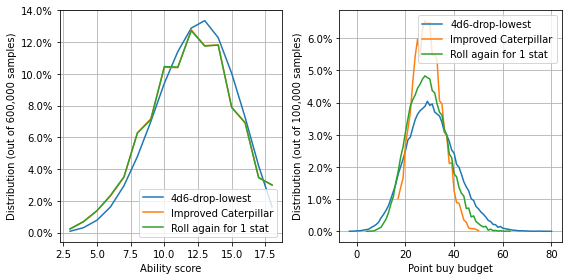 14.0%
12.0%
10.0%
8.0%
6.0%
4.0%
2.0%
0.0%
Distribution (out of 600,000 samples)
4d6-drop-lowest
Improved Caterpillar
Roll again for 1 stat
2.5 5.0 7.5 10.0 12.5 15.0 17.5
Ability score
6.0%
5.0%
4.0%
3.0%
2.0%
1.0%
0.0%
Distribution (out of 100,000 samples)
4d6-drop-lowest
Improved Caterpillar
Roll again for 1 stat
0 20 40 60 80
Point buy budget